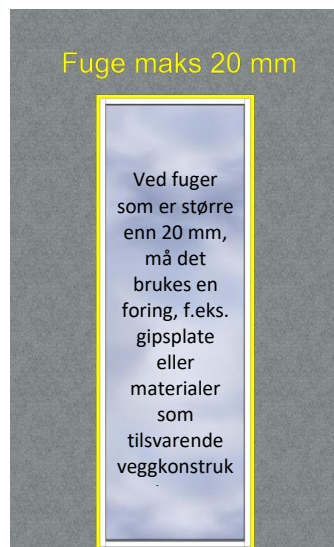 Fuge maks 20 mm
Ved fuger
som er større
enn 20 mm,
må det
brukes en
foring, f.eks.
gipsplate
eller
materialer
som
tilsvarende
veggkonstruk